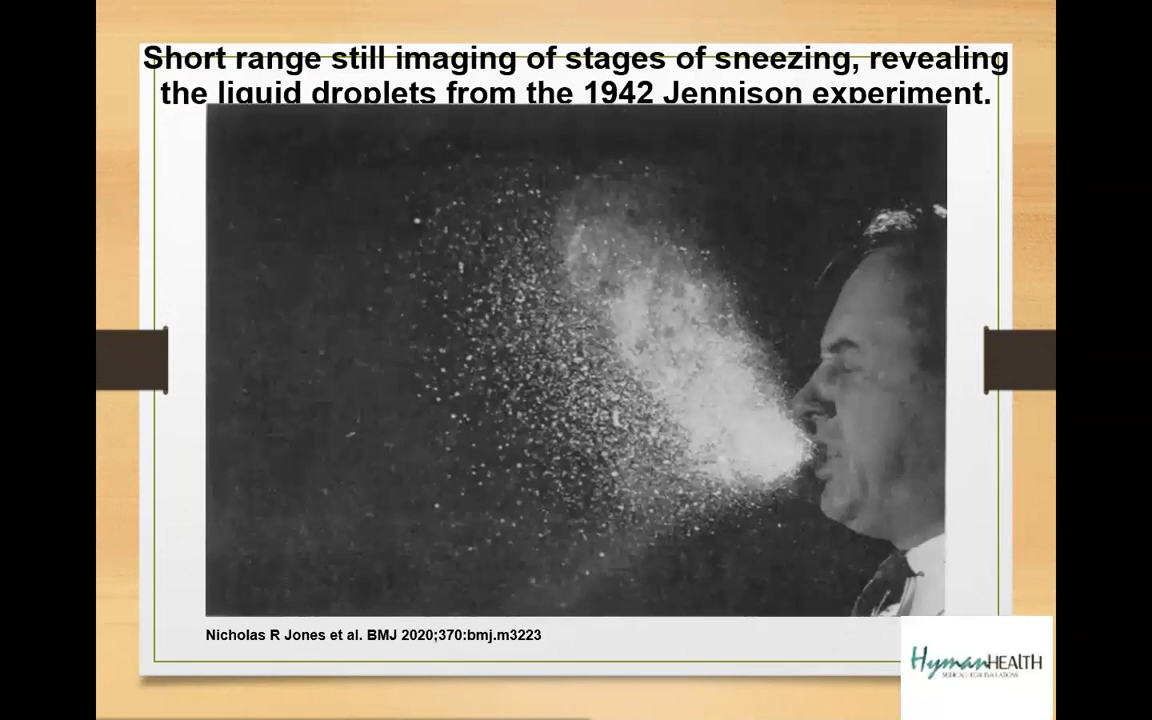 Short range still imaging of stages of sneezing, revealing
the liquid droplets from the 1942 Jennison experiment.
Nicholas R Jones et al. BMJ 2020;370:bmj.m3223
HymanHEALTH